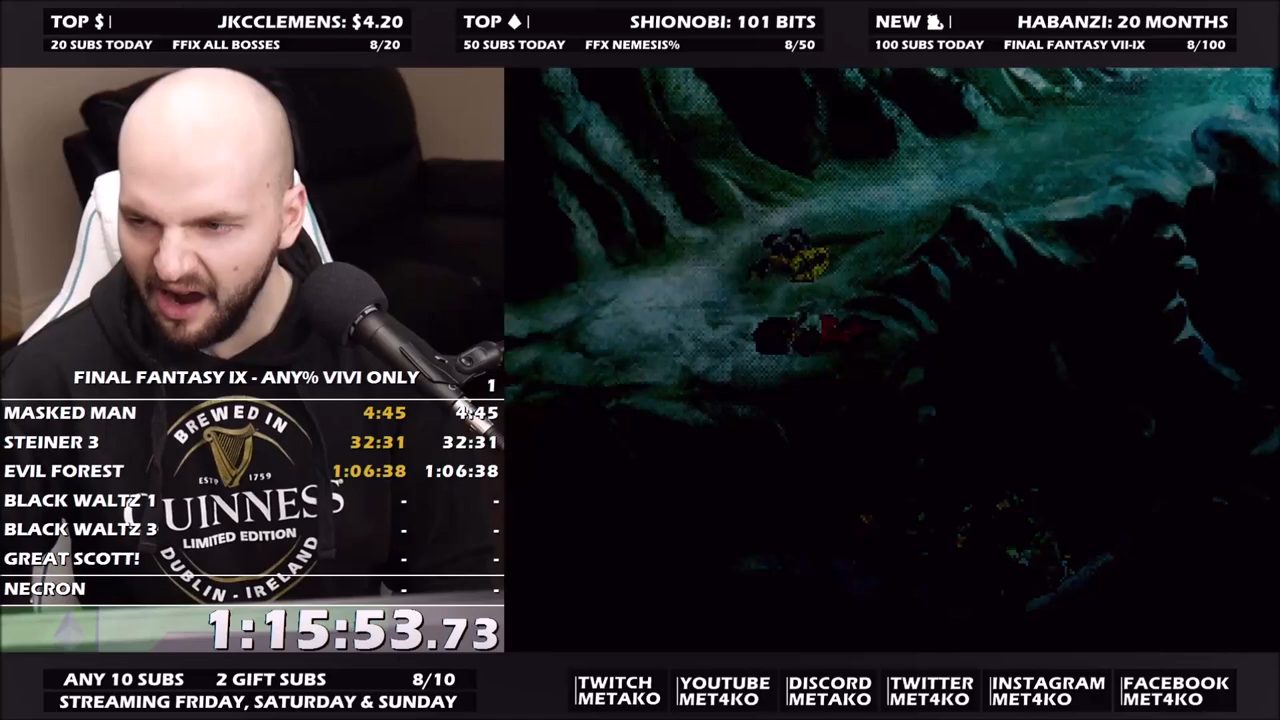 TOP $ | JKCCLEMENS: $4.20
20 SUBS TODAY FFIX ALL BOSSES 8/20
TOP | SHIONOBI: 101 BITS
50 SUBS TODAY FFX NEMESIS% 8/50
NEW | HABANZI: 20 MONTHS
100 SUBS TODAY FINAL FANTASY VII-IX 8/100
FINAL FANTASY IX - ANY% VIVI ONLY 1
MASKED MAN 4:45 4:45
STEINER 3 32:31 32:31
EVIL FOREST 1:06:38 1:06:38
BLACK WALTZ 1 - -
BLACK WALTZ 3 - -
GREAT SCOTT! - -
NECRON - -
1:15:53.73
BREWED IN
ESTD 1759
GUINNESS
LIMITED EDITION
DUBLIN - IRELAND
ANY 10 SUBS 2 GIFT SUBS 8/10
STREAMING FRIDAY, SATURDAY & SUNDAY
TWITCH
METAKO
YOUTUBE
MET4KO
DISCORD
METAKO
TWITTER
MET4KO
INSTAGRAM
MET4KO
FACEBOOK
MET4KO